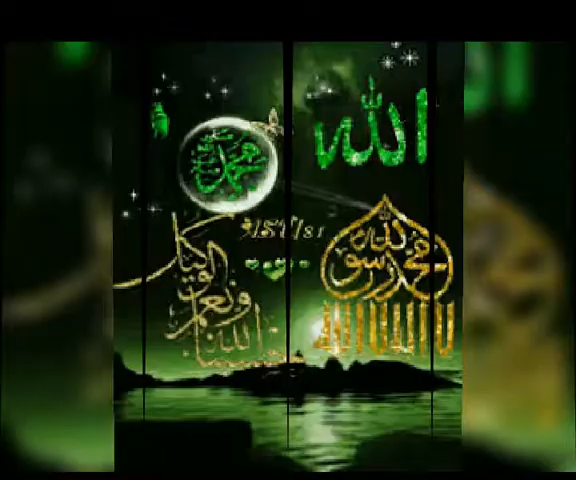 الله
محمد
محمد رسول الله
لا اله الا الله
حسبنا الله
ونعم الوكيل